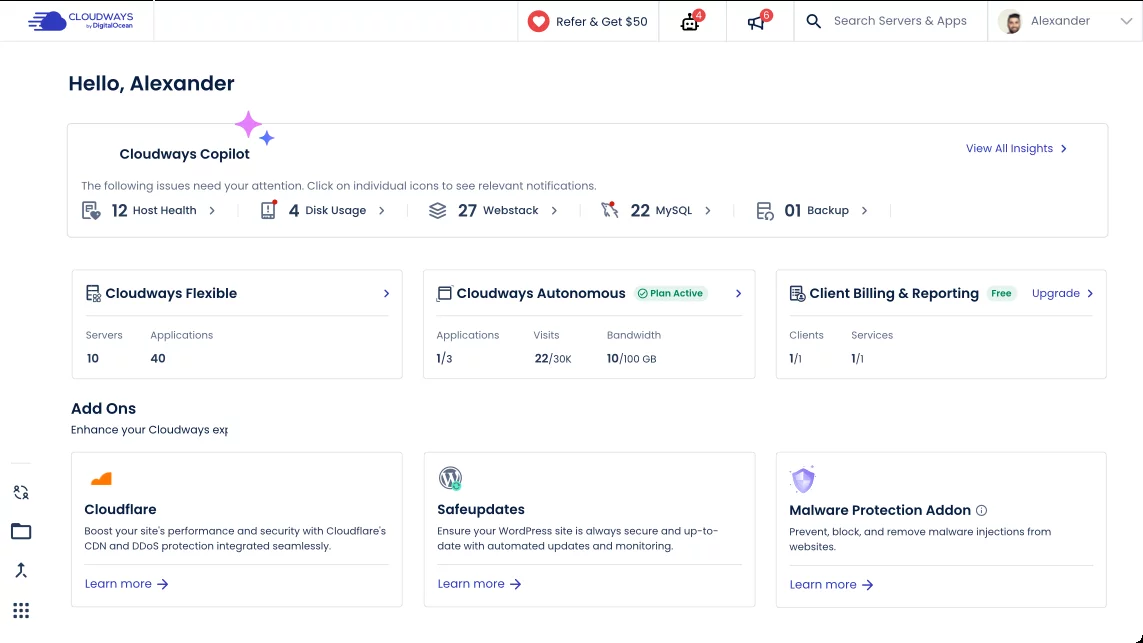 CLOUDWAYS
by DigitalOcean
Refer & Get $50
4
6
Search Servers & Apps
Alexander
Hello, Alexander
Cloudways Copilot
View All Insights
The following issues need your attention. Click on individual icons to see relevant notifications.
12 Host Health
4 Disk Usage
27 Webstack
22 MySQL
01 Backup
Cloudways Flexible
Servers Applications
10 40
Cloudways Autonomous Plan Active
Applications Visits Bandwidth
1/3 22/30K 10/100 GB
Client Billing & Reporting Free Upgrade
Clients Services
1/1 1/1
Add Ons
Enhance your Cloudways exp
Cloudflare
Boost your site's performance and security with Cloudflare's
CDN and DDoS protection integrated seamlessly.
Learn more
Safeupdates
Ensure your WordPress site is always secure and up-to-
date with automated updates and monitoring.
Learn more
Malware Protection Addon
Prevent, block, and remove malware injections from
websites.
Learn more